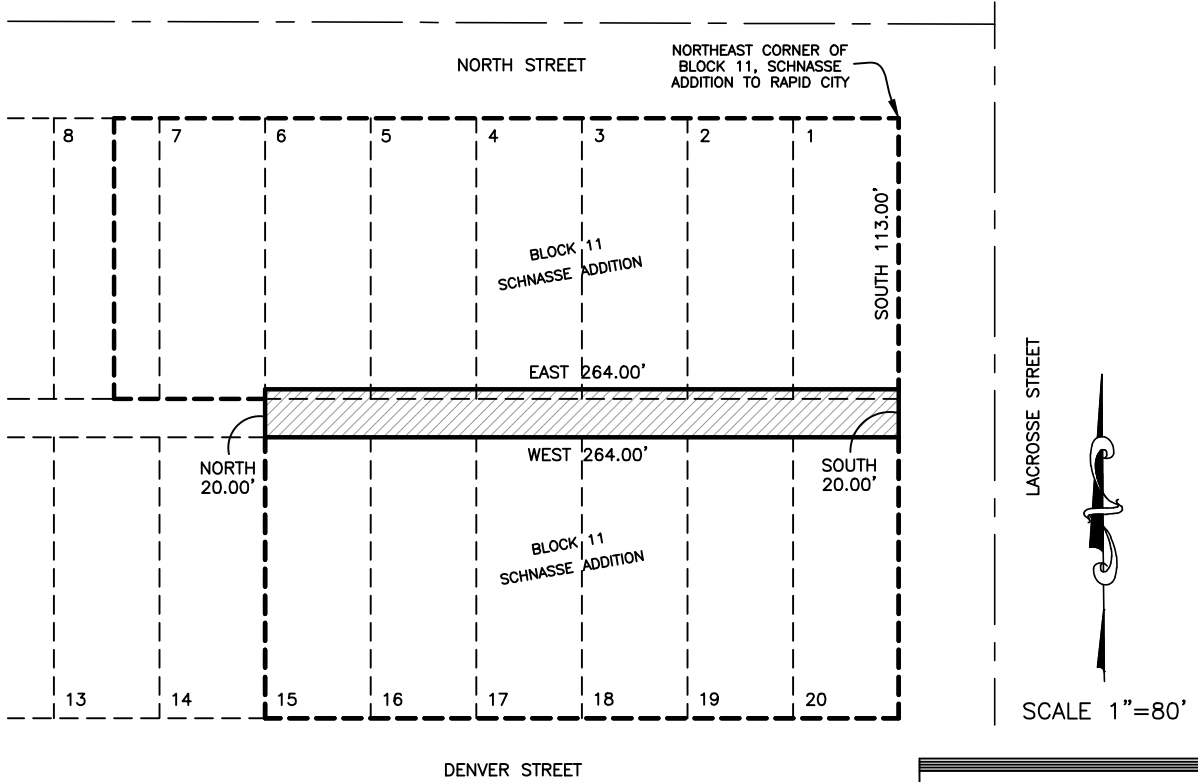 NORTH STREET
NORTHEAST CORNER OF
BLOCK 11, SCHNASSE
ADDITION TO RAPID CITY
8
7
6
5
4
3
2
1
SOUTH 113.00'
BLOCK 11
SCHNASSE ADDITION
EAST 264.00'
LACROSSE STREET
NORTH
20.00'
WEST 264.00'
SOUTH
20.00'
BLOCK 11
SCHNASSE ADDITION
13
14
15
16
17
18
19
20
SCALE 1"=80'
DENVER STREET